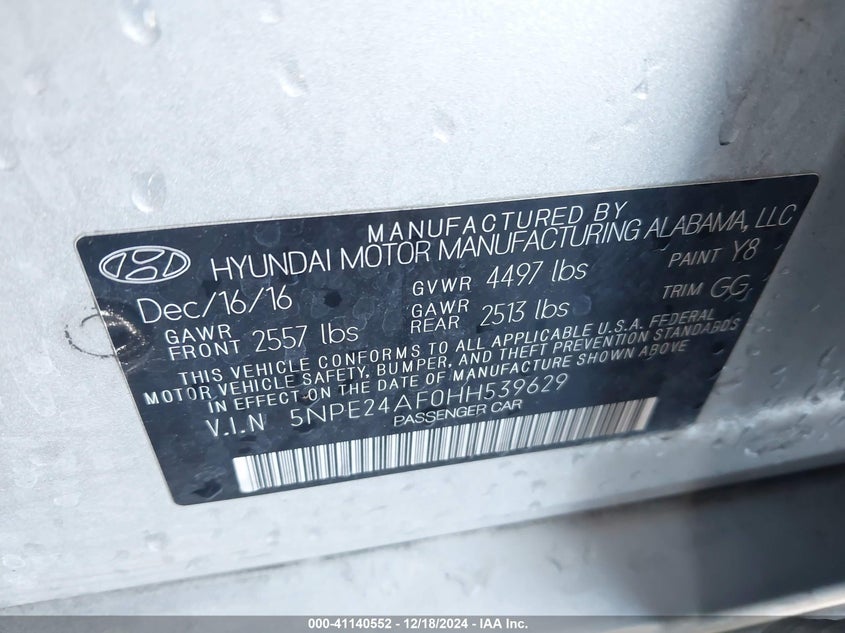 MANUFACTURED BY
HYUNDAI MOTOR MANUFACTURING ALABAMA, LLC
Dec/16/16 GVWR 4497 lbs PAINT Y8
GAWR FRONT 2557 lbs GAWR REAR 2513 lbs TRIM GG
THIS VEHICLE CONFORMS TO ALL APPLICABLE U.S.A. FEDERAL
MOTOR VEHICLE SAFETY, BUMPER, AND THEFT PREVENTION STANDARDS
IN EFFECT ON THE DATE OF MANUFACTURE SHOWN ABOVE
V.I.N 5NPE24AF0HH539629
PASSENGER CAR
000-41140552 - 12/18/2024 - IAA Inc.